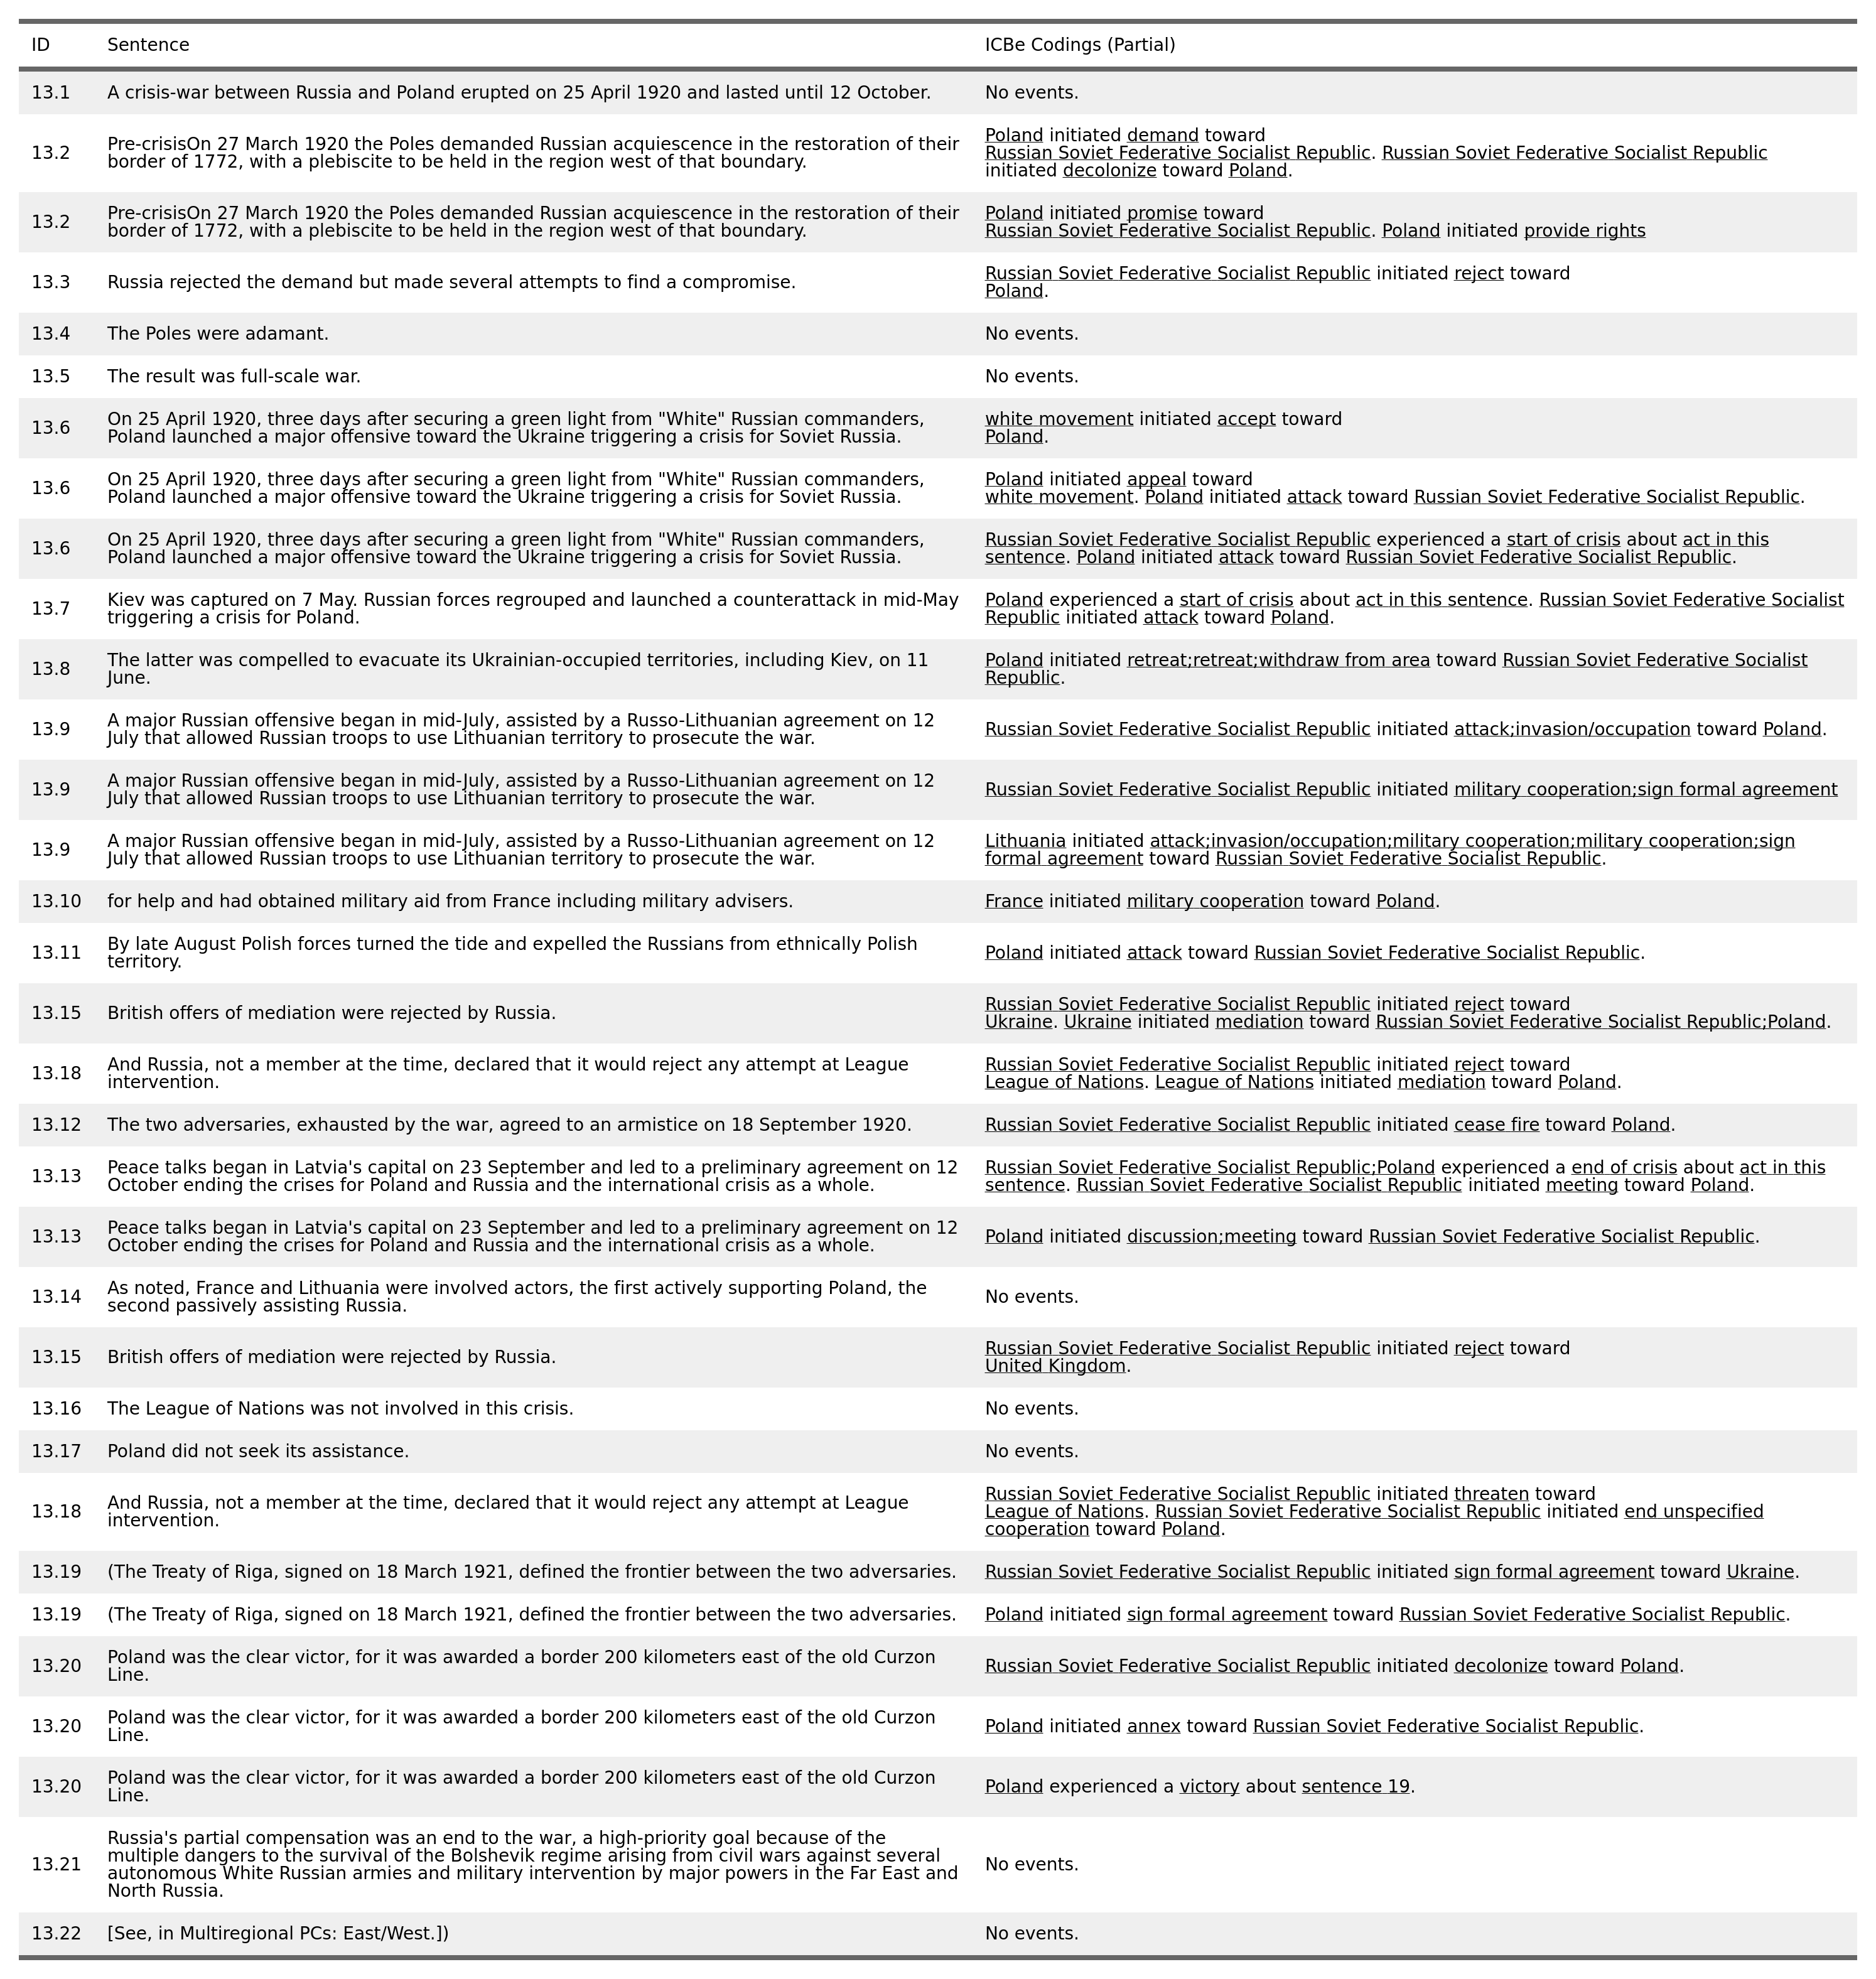 ID Sentence ICBe Codings (Partial)
13.1 A crisis-war between Russia and Poland erupted on 25 April 1920 and lasted until 12 October. No events.
13.2 Pre-crisisOn 27 March 1920 the Poles demanded Russian acquiescence in the restoration of their
border of 1772, with a plebiscite to be held in the region west of that boundary.
Poland initiated demand toward
Russian Soviet Federative Socialist Republic. Russian Soviet Federative Socialist Republic
initiated decolonize toward Poland.
13.2 Pre-crisisOn 27 March 1920 the Poles demanded Russian acquiescence in the restoration of their
border of 1772, with a plebiscite to be held in the region west of that boundary.
Poland initiated promise toward
Russian Soviet Federative Socialist Republic. Poland initiated provide rights
13.3 Russia rejected the demand but made several attempts to find a compromise.
Russian Soviet Federative Socialist Republic initiated reject toward
Poland.
13.4 The Poles were adamant. No events.
13.5 The result was full-scale war. No events.
13.6 On 25 April 1920, three days after securing a green light from "White" Russian commanders,
Poland launched a major offensive toward the Ukraine triggering a crisis for Soviet Russia.
white movement initiated accept toward
Poland.
13.6 On 25 April 1920, three days after securing a green light from "White" Russian commanders,
Poland launched a major offensive toward the Ukraine triggering a crisis for Soviet Russia.
Poland initiated appeal toward
white movement. Poland initiated attack toward Russian Soviet Federative Socialist Republic.
13.6 On 25 April 1920, three days after securing a green light from "White" Russian commanders,
Poland launched a major offensive toward the Ukraine triggering a crisis for Soviet Russia.
Russian Soviet Federative Socialist Republic experienced a start of crisis about act in this
sentence. Poland initiated attack toward Russian Soviet Federative Socialist Republic.
13.7 Kiev was captured on 7 May. Russian forces regrouped and launched a counterattack in mid-May
triggering a crisis for Poland.
Poland experienced a start of crisis about act in this sentence. Russian Soviet Federative Socialist
Republic initiated attack toward Poland.
13.8 The latter was compelled to evacuate its Ukrainian-occupied territories, including Kiev, on 11
June.
Poland initiated retreat;retreat;withdraw from area toward Russian Soviet Federative Socialist
Republic.
13.9 A major Russian offensive began in mid-July, assisted by a Russo-Lithuanian agreement on 12
July that allowed Russian troops to use Lithuanian territory to prosecute the war.
Russian Soviet Federative Socialist Republic initiated attack;invasion/occupation toward Poland.
13.9 A major Russian offensive began in mid-July, assisted by a Russo-Lithuanian agreement on 12
July that allowed Russian troops to use Lithuanian territory to prosecute the war.
Russian Soviet Federative Socialist Republic initiated military cooperation;sign formal agreement
13.9 A major Russian offensive began in mid-July, assisted by a Russo-Lithuanian agreement on 12
July that allowed Russian troops to use Lithuanian territory to prosecute the war.
Lithuania initiated attack;invasion/occupation;military cooperation;military cooperation;sign
formal agreement toward Russian Soviet Federative Socialist Republic.
13.10 for help and had obtained military aid from France including military advisers. France initiated military cooperation toward Poland.
13.11 By late August Polish forces turned the tide and expelled the Russians from ethnically Polish
territory.
Poland initiated attack toward Russian Soviet Federative Socialist Republic.
13.15 British offers of mediation were rejected by Russia.
Russian Soviet Federative Socialist Republic initiated reject toward
Ukraine. Ukraine initiated mediation toward Russian Soviet Federative Socialist Republic;Poland.
13.18 And Russia, not a member at the time, declared that it would reject any attempt at League
intervention.
Russian Soviet Federative Socialist Republic initiated reject toward
League of Nations. League of Nations initiated mediation toward Poland.
13.12 The two adversaries, exhausted by the war, agreed to an armistice on 18 September 1920. Russian Soviet Federative Socialist Republic initiated cease fire toward Poland.
13.13 Peace talks began in Latvia's capital on 23 September and led to a preliminary agreement on 12
October ending the crises for Poland and Russia and the international crisis as a whole.
Russian Soviet Federative Socialist Republic;Poland experienced a end of crisis about act in this
sentence. Russian Soviet Federative Socialist Republic initiated meeting toward Poland.
13.13 Peace talks began in Latvia's capital on 23 September and led to a preliminary agreement on 12
October ending the crises for Poland and Russia and the international crisis as a whole.
Poland initiated discussion;meeting toward Russian Soviet Federative Socialist Republic.
13.14 As noted, France and Lithuania were involved actors, the first actively supporting Poland, the
second passively assisting Russia.
No events.
13.15 British offers of mediation were rejected by Russia.
Russian Soviet Federative Socialist Republic initiated reject toward
United Kingdom.
13.16 The League of Nations was not involved in this crisis. No events.
13.17 Poland did not seek its assistance. No events.
13.18 And Russia, not a member at the time, declared that it would reject any attempt at League
intervention.
Russian Soviet Federative Socialist Republic initiated threaten toward
League of Nations. Russian Soviet Federative Socialist Republic initiated end unspecified
cooperation toward Poland.
13.19 (The Treaty of Riga, signed on 18 March 1921, defined the frontier between the two adversaries. Russian Soviet Federative Socialist Republic initiated sign formal agreement toward Ukraine.
13.19 (The Treaty of Riga, signed on 18 March 1921, defined the frontier between the two adversaries. Poland initiated sign formal agreement toward Russian Soviet Federative Socialist Republic.
13.20 Poland was the clear victor, for it was awarded a border 200 kilometers east of the old Curzon
Line.
Russian Soviet Federative Socialist Republic initiated decolonize toward Poland.
13.20 Poland was the clear victor, for it was awarded a border 200 kilometers east of the old Curzon
Line.
Poland initiated annex toward Russian Soviet Federative Socialist Republic.
13.20 Poland was the clear victor, for it was awarded a border 200 kilometers east of the old Curzon
Line.
Poland experienced a victory about sentence 19.
13.21 Russia's partial compensation was an end to the war, a high-priority goal because of the
multiple dangers to the survival of the Bolshevik regime arising from civil wars against several
autonomous White Russian armies and military intervention by major powers in the Far East and
North Russia.
No events.
13.22 [See, in Multiregional PCs: East/West.]) No events.